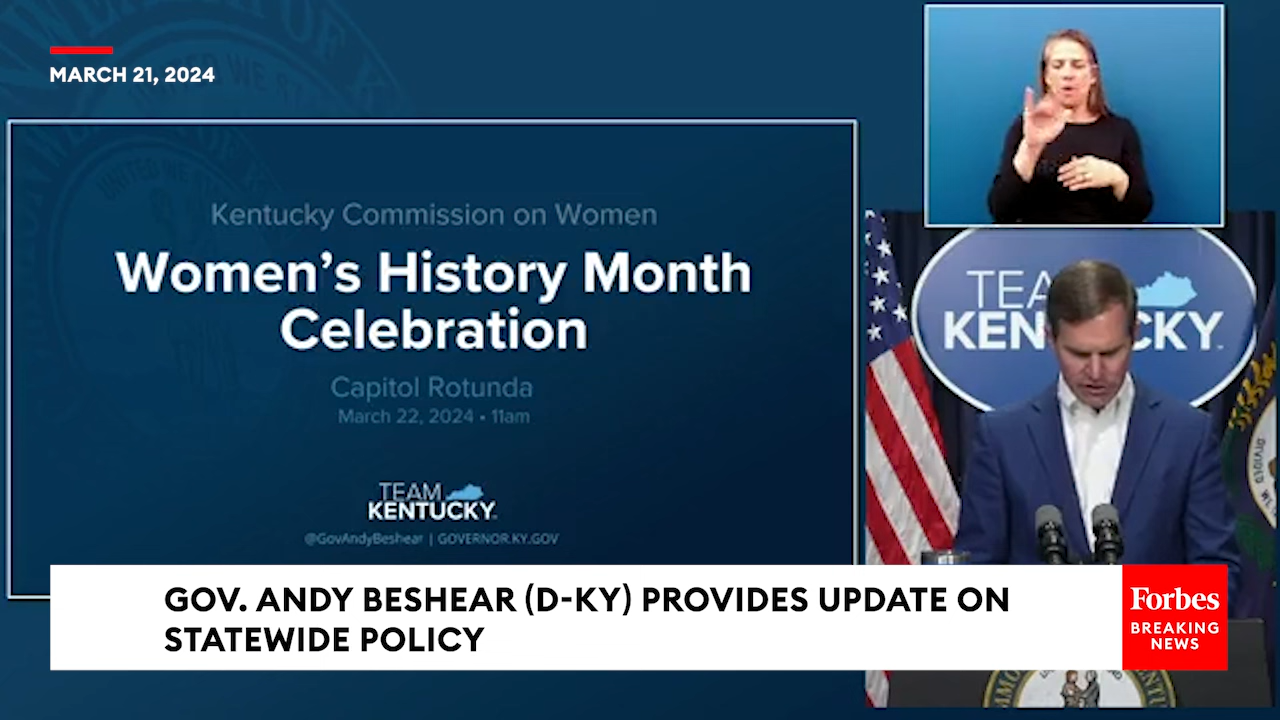 MARCH 21, 2024
Kentucky Commission on Women
Women's History Month
Celebration
Capitol Rotunda
March 22, 2024 • 11am
TEAM
KENTUCKY
@GovAndyBeshear | GOVERNOR.KY.GOV
TEAM
KENTUCKY
GOV. ANDY BESHEAR (D-KY) PROVIDES UPDATE ON
STATEWIDE POLICY
Forbes
BREAKING
NEWS